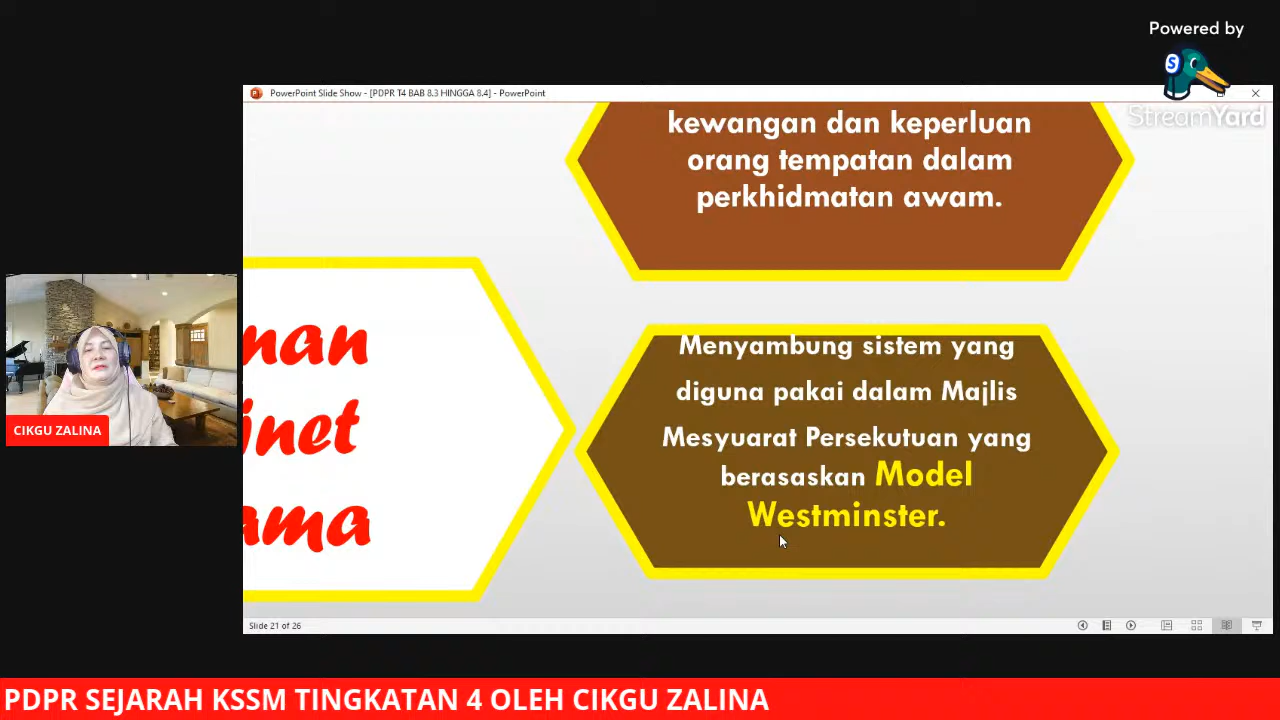 Powered by
StreamYard
PowerPoint Slide Show - [PDPR T4 BAB 8.3 HINGGA 8.4] - PowerPoint
kewangan dan keperluan
orang tempatan dalam
perkhidmatan awam.
nan
inet
ama
Menyambung sistem yang
diguna pakai dalam Majlis
Mesyuarat Persekutuan yang
berasaskan Model
Westminster.
CIKGU ZALINA
Slide 21 of 26
PDPR SEJARAH KSSM TINGKATAN 4 OLEH CIKGU ZALINA